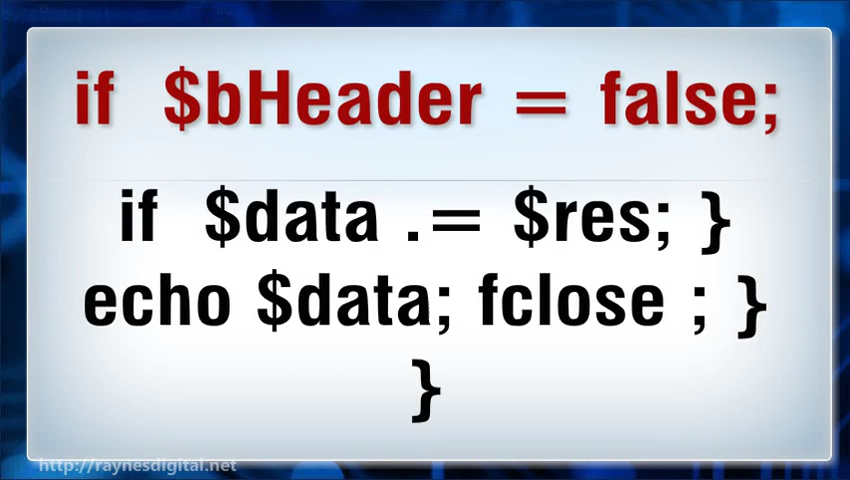 if $bHeader = false;
if $data .= $res; }
echo $data; fclose ; }
}
http://raynesdigital.net